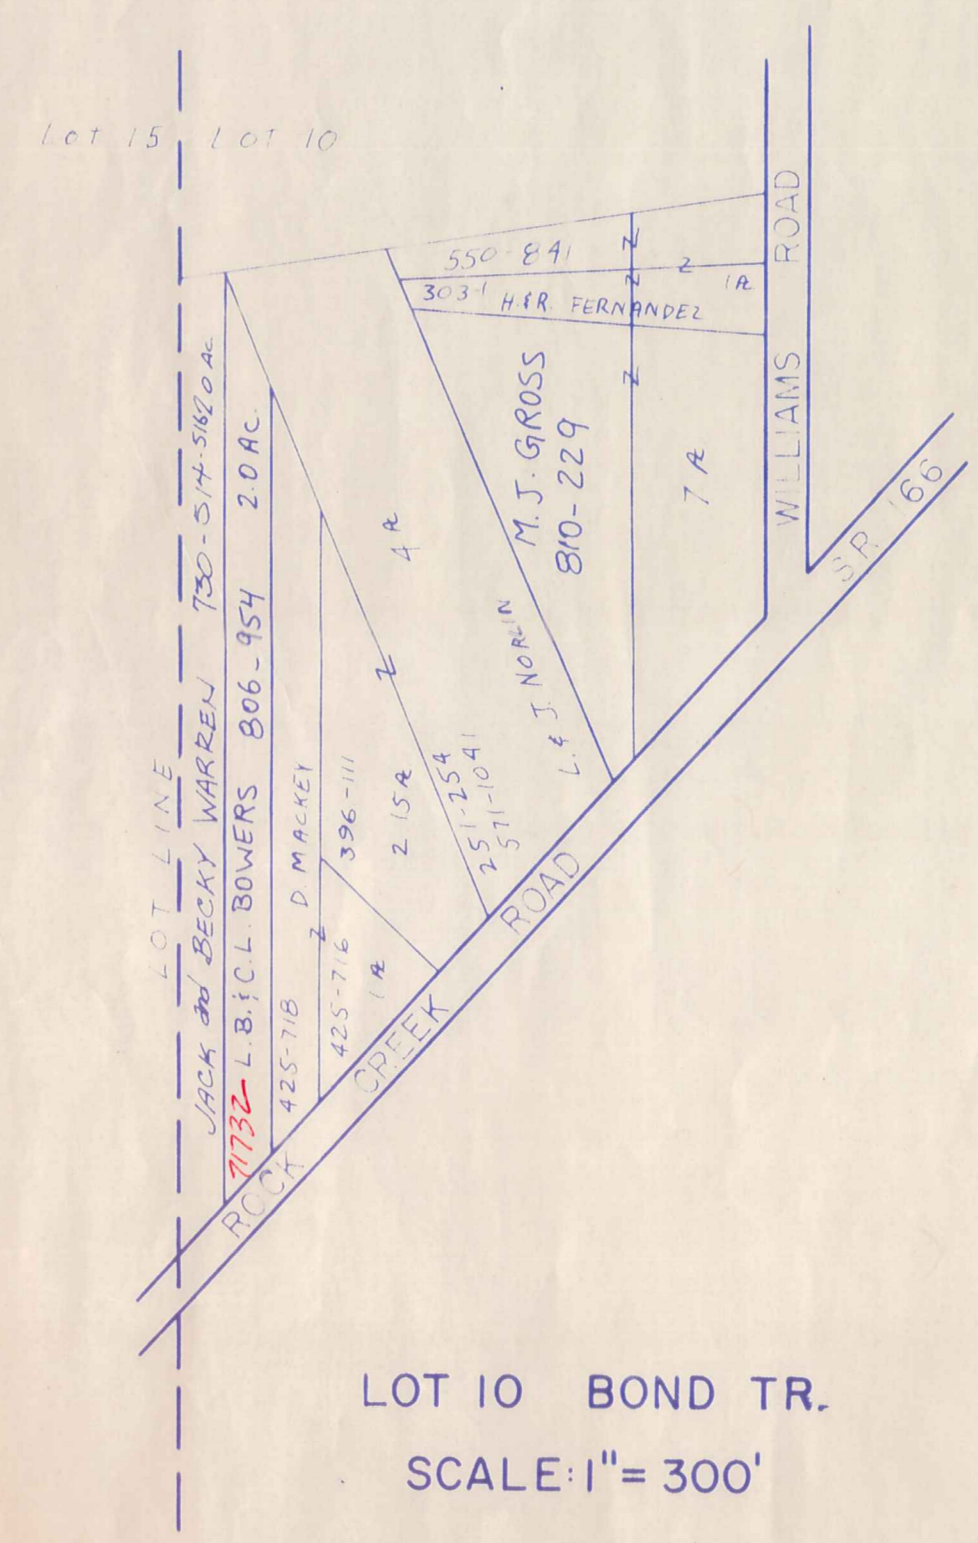 LOT 15
LOT 10
WILLIAMS ROAD
550-841
303-1 H.&R. FERNANDEZ
1A
M. J. GROSS
810-229
7A
SR 166
4A
L. & J. NORLIN
251-254
571-1041
LOT LINE
JACK and BECKY WARREN 730-514-516 2.0 Ac.
71732 L.B. & C.L. BOWERS 806-954 2.0 Ac.
D. MACKEY
425-718
396-111
2.15A
425-716
1A
ROCK CREEK ROAD
LOT 10 BOND TR.
SCALE: 1"= 300'